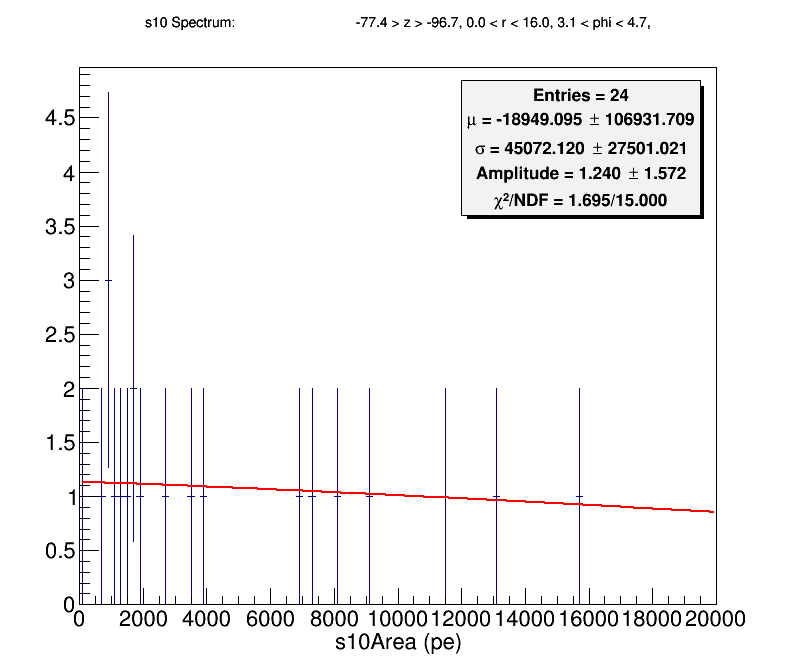 s10 Spectrum: -77.4 > z > -96.7, 0.0 < r < 16.0, 3.1 < phi < 4.7,
Entries = 24
μ = -18949.095 ± 106931.709
σ = 45072.120 ± 27501.021
Amplitude = 1.240 ± 1.572
χ²/NDF = 1.695/15.000
4.5
4
3.5
3
2.5
2
1.5
1
0.5
0
0 2000 4000 6000 8000 10000 12000 14000 16000 18000 20000
s10Area (pe)